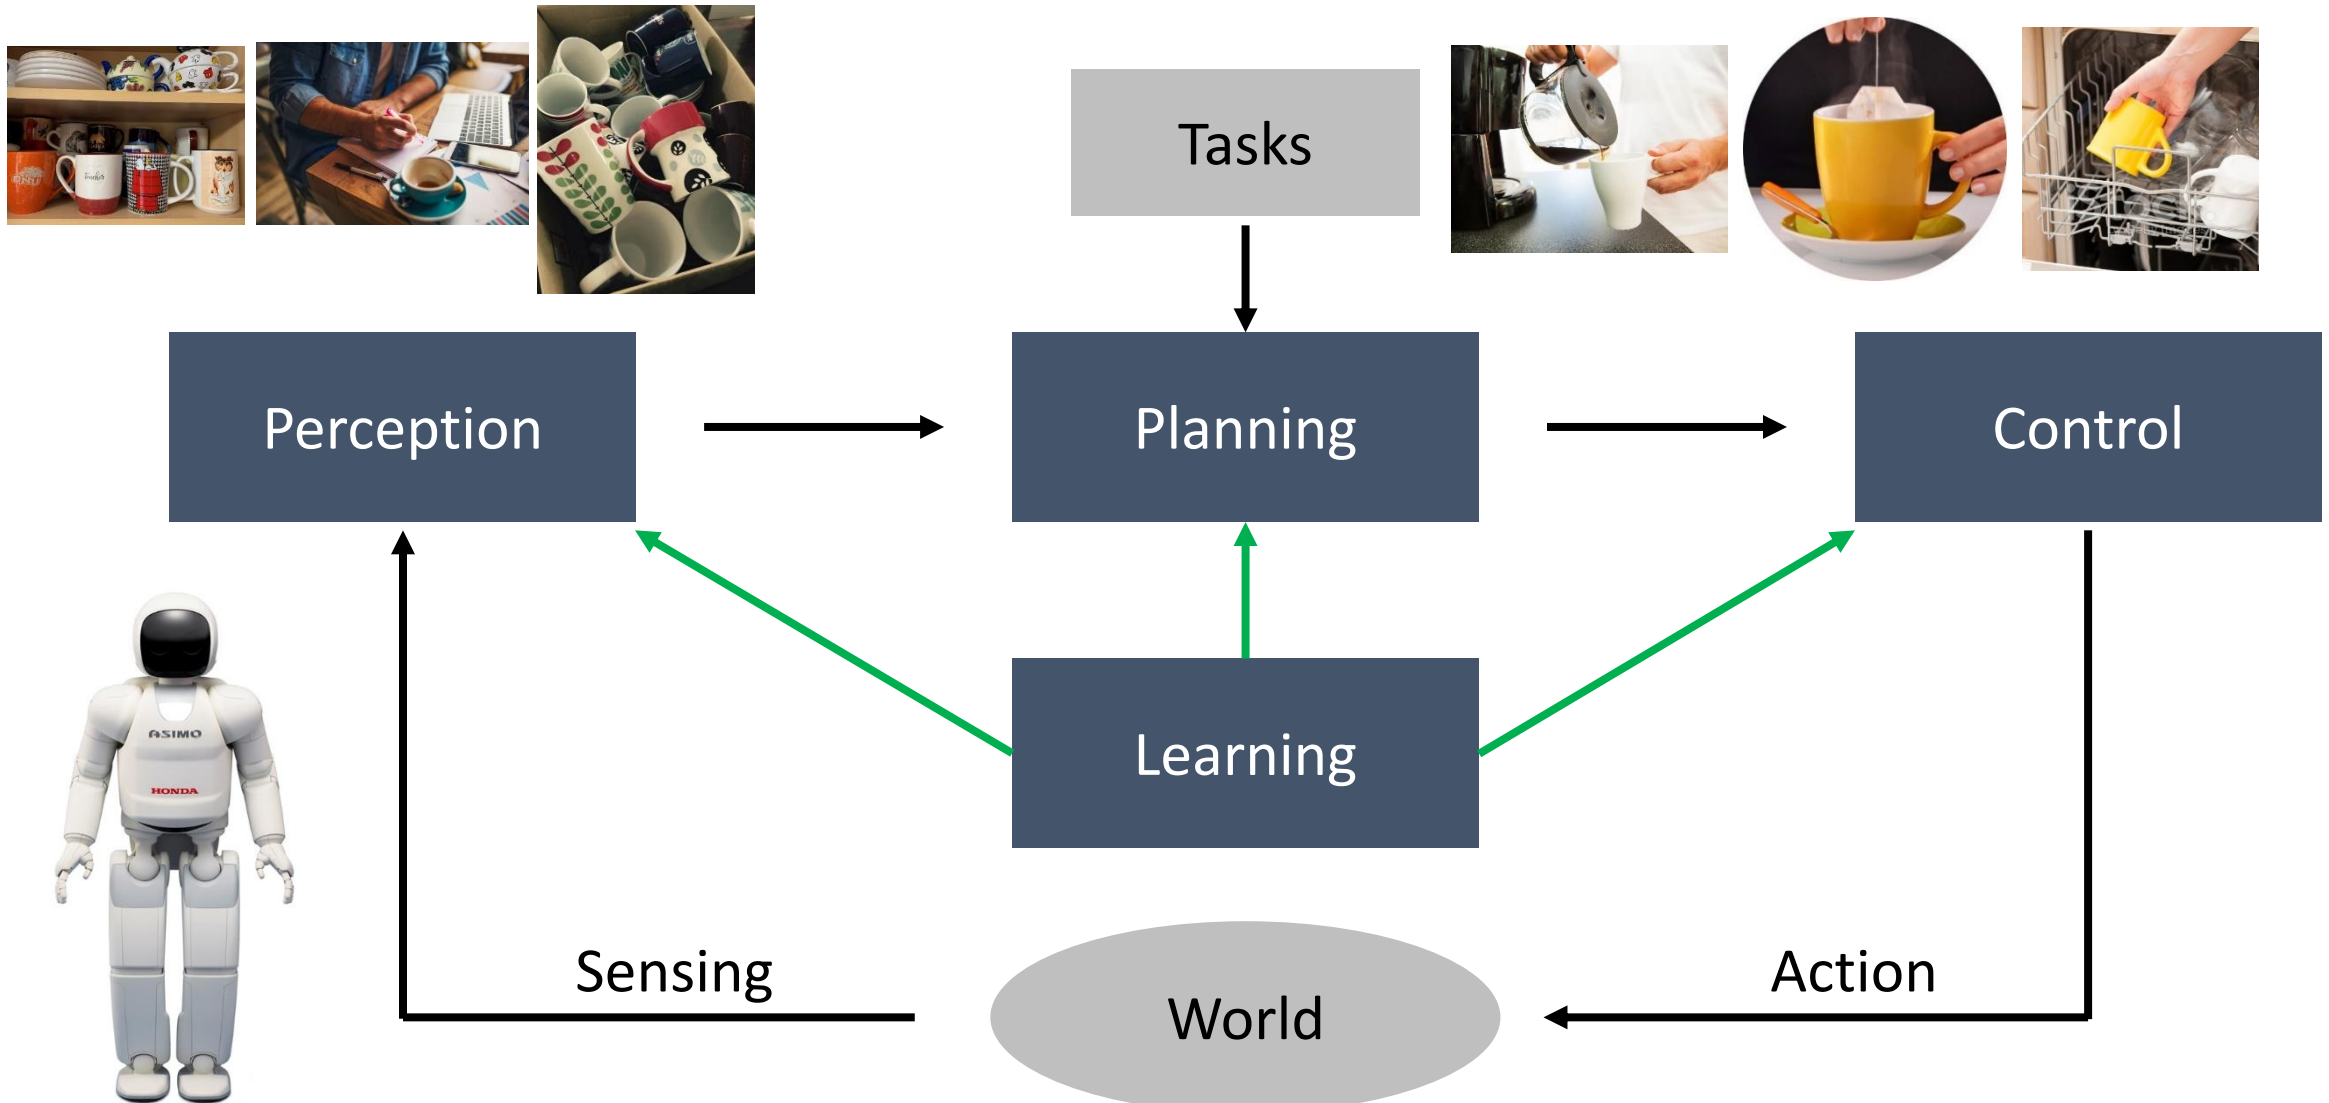 Tasks
Perception
Planning
Control
ASIMO
HONDA
Learning
Sensing
World
Action